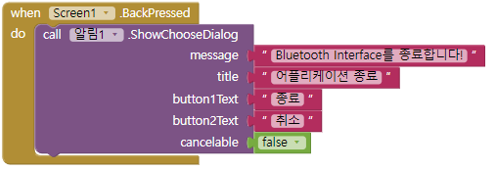 when Screen1 .BackPressed
do call 알림1 .ShowChooseDialog
message " Bluetooth Interface를 종료합니다! "
title " 어플리케이션 종료 "
button1Text " 종료 "
button2Text " 취소 "
cancelable false